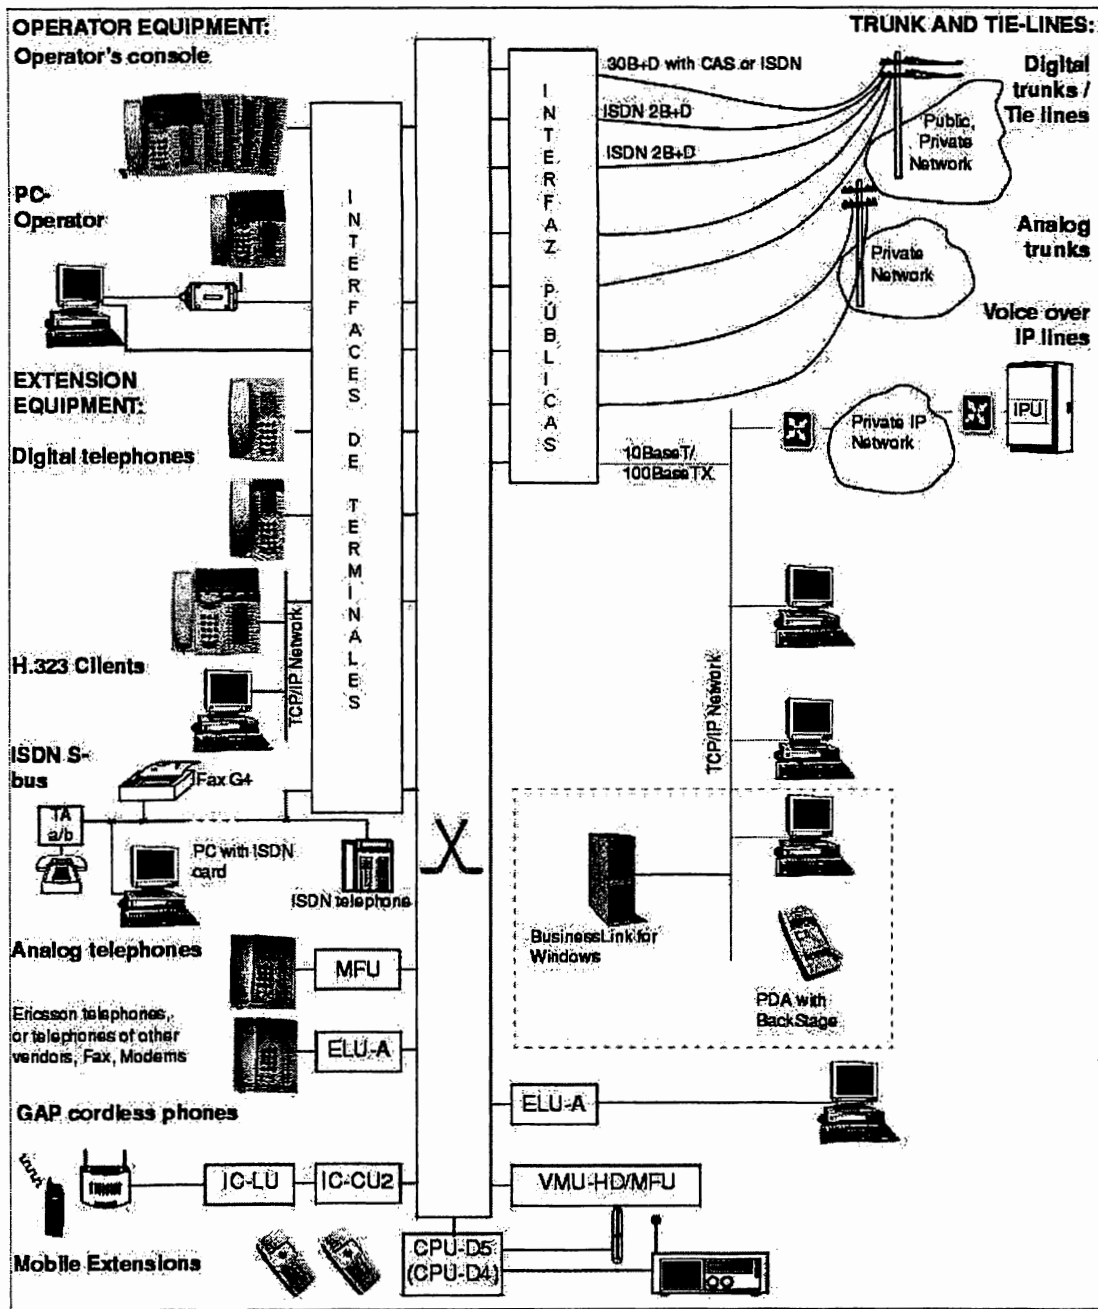 OPERATOR EQUIPMENT:
Operator's console
PC-
Operator
EXTENSION
EQUIPMENT:
Digital telephones
H.323 Clients
TCP/IP Network
ISDN S-
bus
Fax G4
TA
a/b
PC with ISDN
card
ISDN telephone
Analog telephones
MFU
Ericsson telephones,
or telephones of other
vendors, Fax, Modems
ELU-A
GAP cordless phones
IC-LU
IC-CU2
Mobile Extensions
INTERFACES DE TERMINALES
CPU-D5
(CPU-D4)
INTERFAZ PÚBLICAS
TRUNK AND TIE-LINES:
30B+D with CAS or ISDN
ISDN 2B+D
ISDN 2B+D
Digital
trunks /
Tie lines
Public,
Private
Network
Analog
trunks
Private
Network
Voice over
IP lines
Private IP
Network
IPU
10BaseT/
100BaseTX
TCP/IP Network
BusinessLink for
Windows
PDA with
BackStage
ELU-A
VMU-HD/MFU